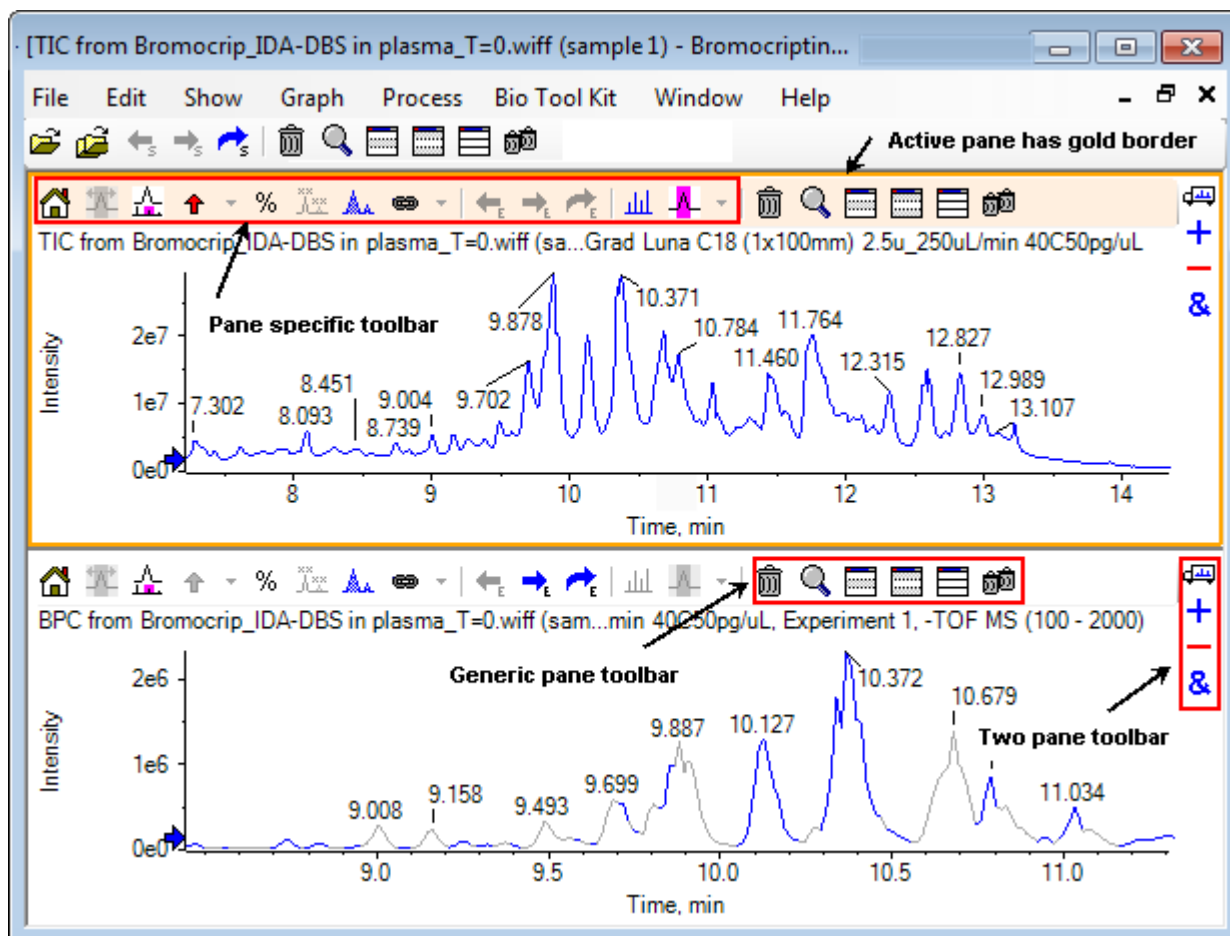 [TIC from Bromocrip_IDA-DBS in plasma_T=0.wiff (sample 1) - Bromocriptin...
File Edit Show Graph Process Bio Tool Kit Window Help
S S S
Active pane has gold border
% E E E
TIC from Bromocrip_IDA-DBS in plasma_T=0.wiff (sa...Grad Luna C18 (1x100mm) 2.5u_250uL/min 40C50pg/uL
&
Pane specific toolbar
Intensity
2e7
1e7
0e0
7.302
8.093
8.451
8.739
9.004
9.702
9.878
10.371
10.784
11.460
11.764
12.315
12.827
12.989
13.107
8 9 10 11 12 13 14
Time, min
% E E E
BPC from Bromocrip_IDA-DBS in plasma_T=0.wiff (sam...min 40C50pg/uL, Experiment 1, -TOF MS (100 - 2000)
Generic pane toolbar
&
Two pane toolbar
Intensity
2e6
1e6
0e0
9.008
9.158
9.493
9.699
9.887
10.127
10.372
10.679
11.034
9.0 9.5 10.0 10.5 11.0
Time, min